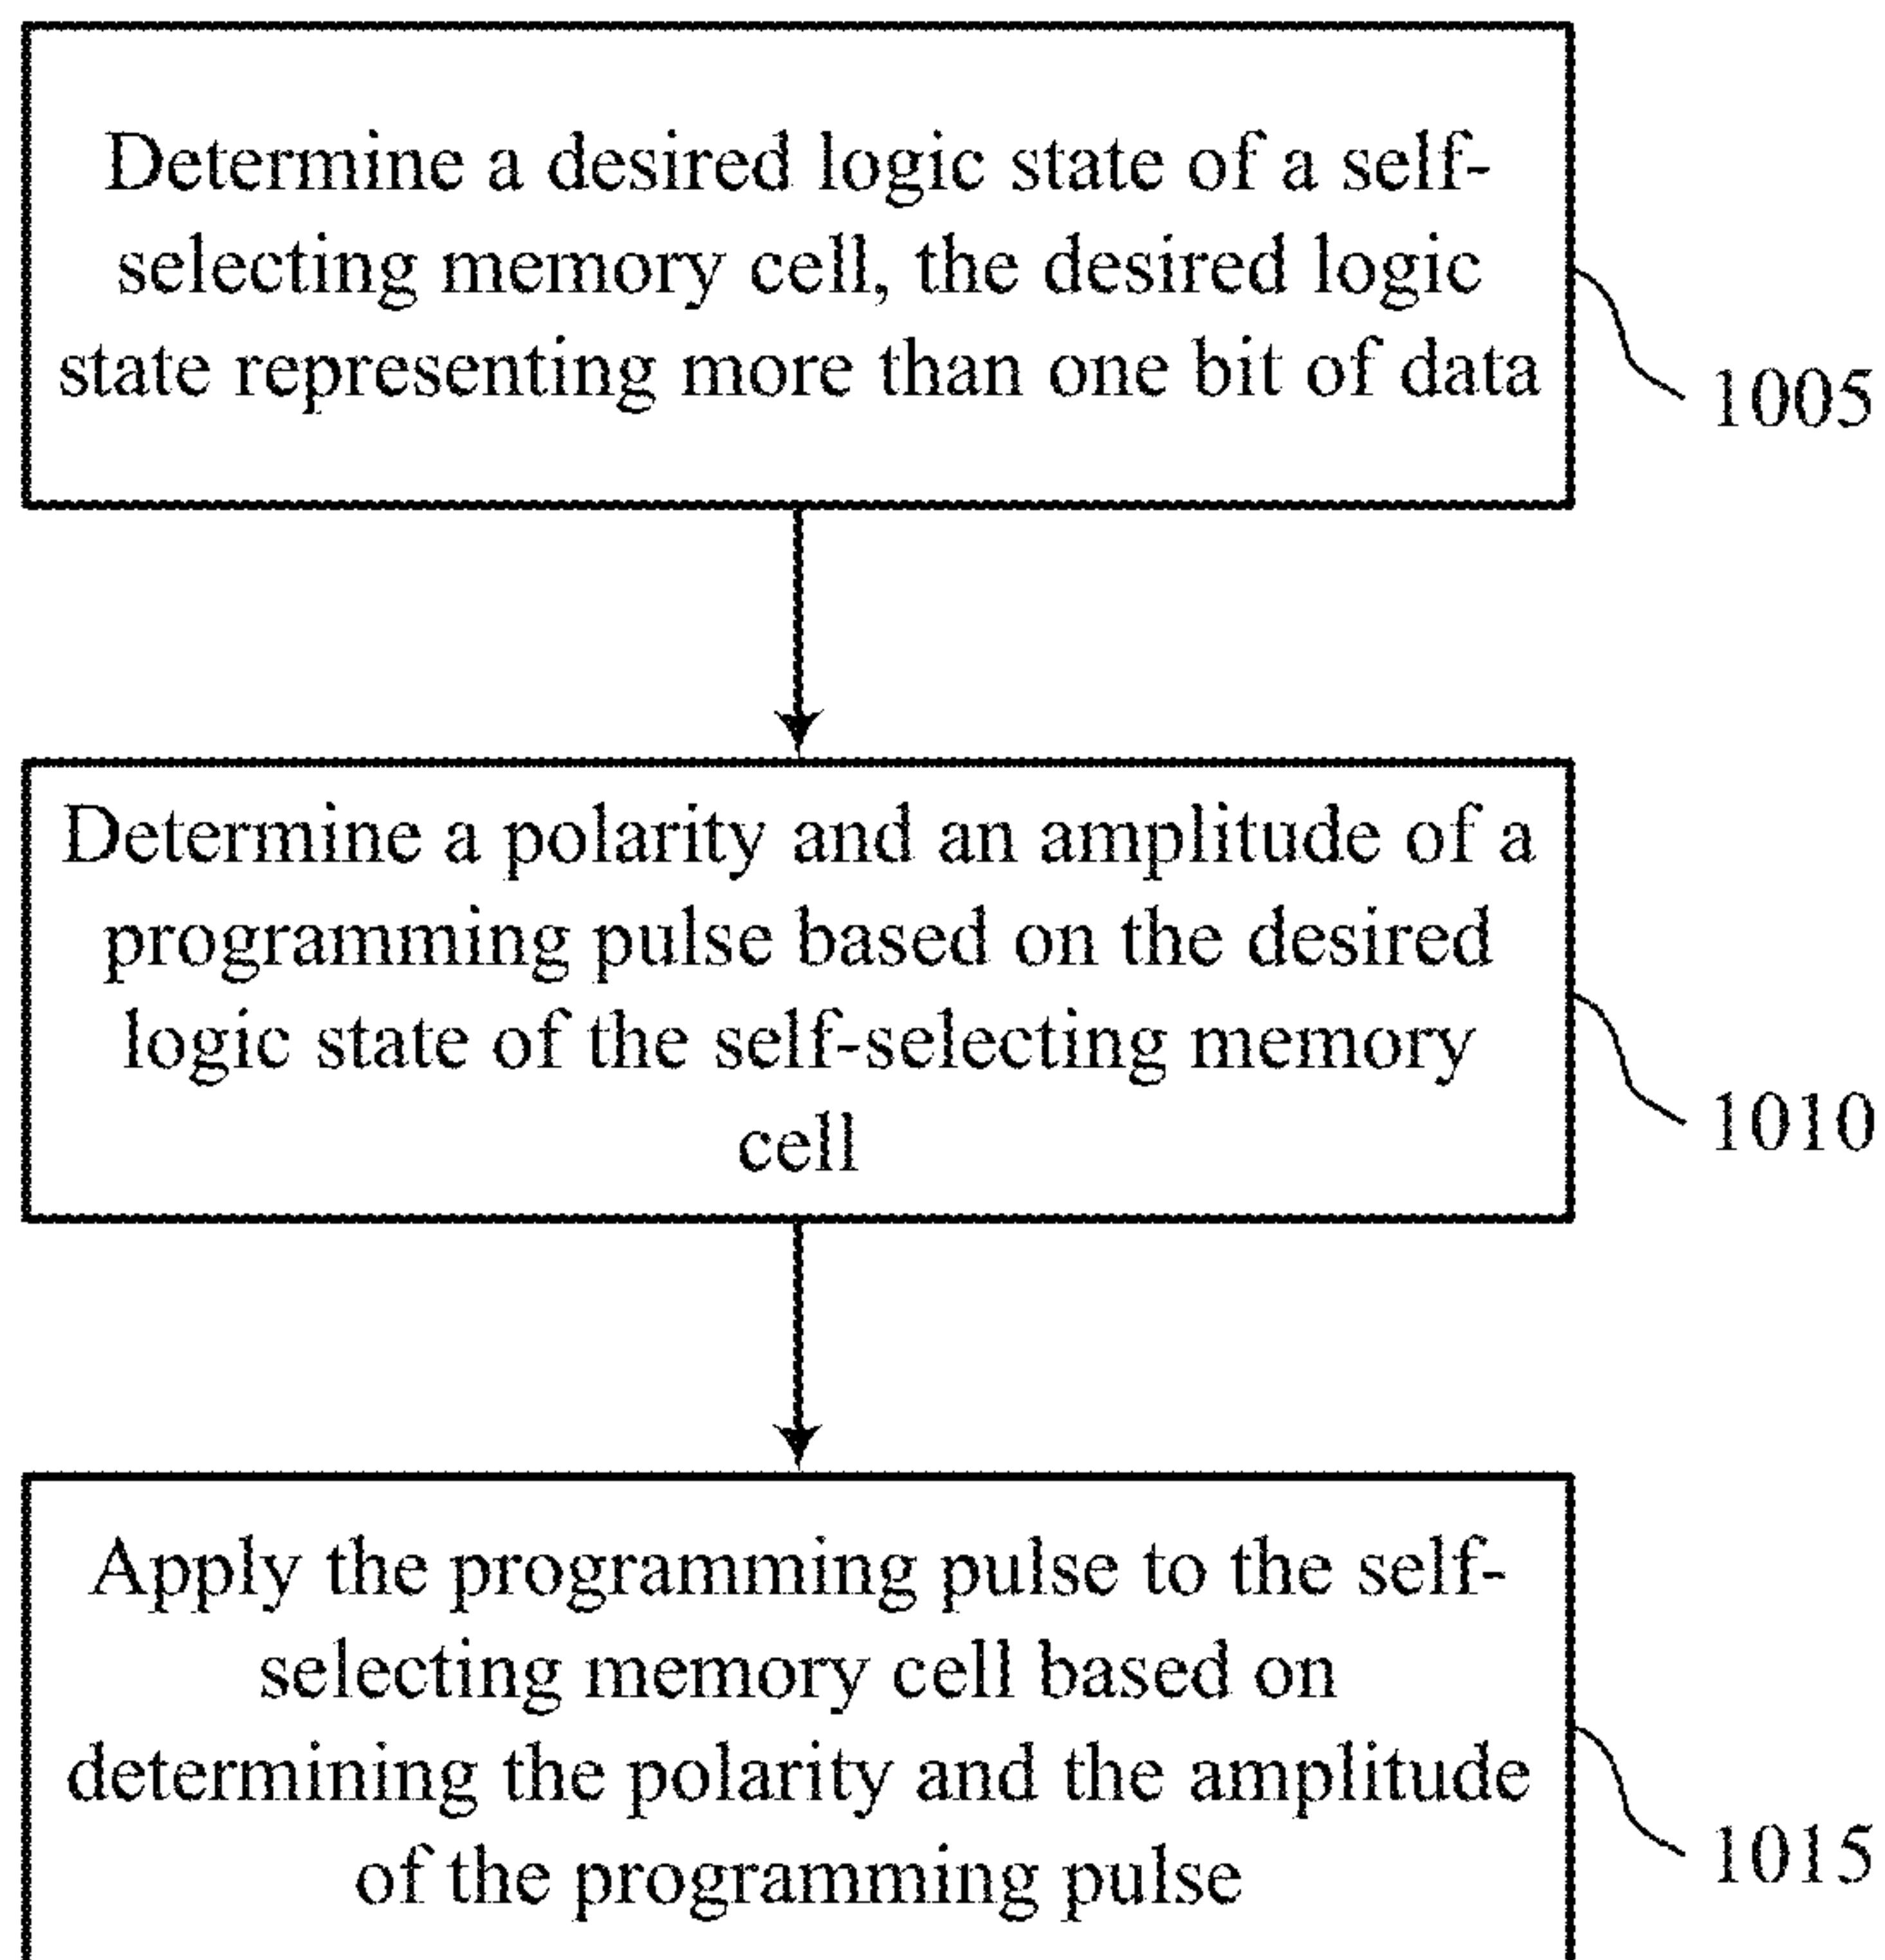 Determine a desired logic state of a self-
selecting memory cell, the desired logic
state representing more than one bit of data
1005
Determine a polarity and an amplitude of a
programming pulse based on the desired
logic state of the self-selecting memory
cell
1010
Apply the programming pulse to the self-
selecting memory cell based on
determining the polarity and the amplitude
of the programming pulse
1015